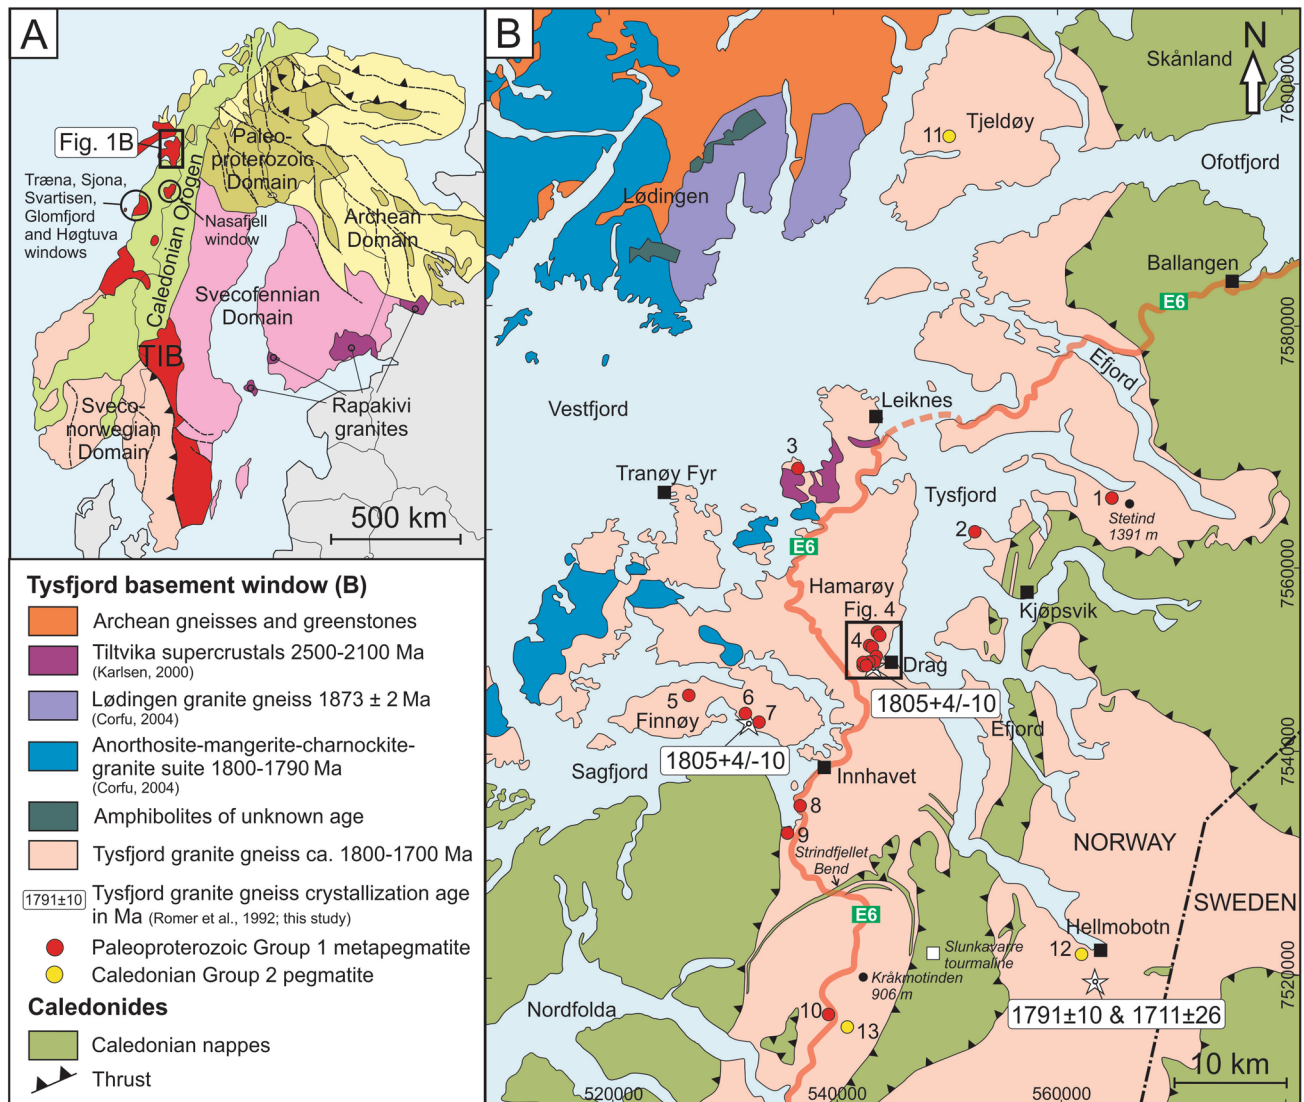 A
Fig. 1B
Træna, Sjona,
Svartisen,
Glomfjord
and Høgtuva
windows
Paleo-
proterozoic
Domain
Archean
Domain
Caledonian Orogen
Nasafjell
window
Svecofennian
Domain
TIB
Sveco-
norwegian
Domain
Rapakivi
granites
500 km
Tysfjord basement window (B)
Archean gneisses and greenstones
Tiltvika supercrustals 2500-2100 Ma
(Karlsen, 2000)
Lødingen granite gneiss 1873 ± 2 Ma
(Corfu, 2004)
Anorthosite-mangerite-charnockite-
granite suite 1800-1790 Ma
(Corfu, 2004)
Amphibolites of unknown age
Tysfjord granite gneiss ca. 1800-1700 Ma
1791±10
Tysfjord granite gneiss crystallization age
in Ma (Romer et al., 1992; this study)
Paleoproterozoic Group 1 metapegmatite
Caledonian Group 2 pegmatite
Caledonides
Caledonian nappes
Thrust
B
N
Skånland
7600000
11
Tjeldøy
Ofotfjord
Lødingen
Ballangen
E6
7580000
Efjord
Vestfjord
Leiknes
3
Tranøy Fyr
Tysfjord
1
Stetind
1391 m
2
E6
7560000
Hamarøy
Fig. 4
4
Kjøpsvik
Drag
1805+4/-10
5
6
7
Finnøy
Efjord
1805+4/-10
7540000
Sagfjord
Innhavet
8
9
Strindfjellet
Bend
NORWAY
SWEDEN
E6
Hellmobotn
12
Slunkavarre
tourmaline
Kråkmotinden
906 m
7520000
1791±10 & 1711±26
Nordfolda
10
13
10 km
520000
540000
560000